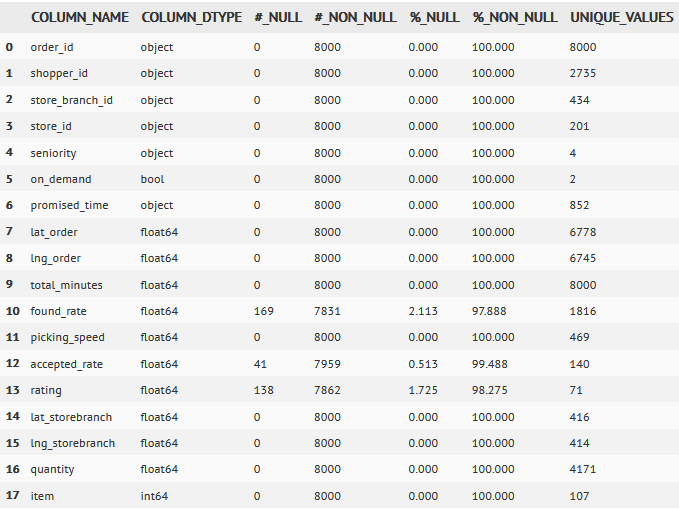 COLUMN_NAME COLUMN_DTYPE #_NULL #_NON_NULL %_NULL %_NON_NULL UNIQUE_VALUES
0 order_id object 0 8000 0.000 100.000 8000
1 shopper_id object 0 8000 0.000 100.000 2735
2 store_branch_id object 0 8000 0.000 100.000 434
3 store_id object 0 8000 0.000 100.000 201
4 seniority object 0 8000 0.000 100.000 4
5 on_demand bool 0 8000 0.000 100.000 2
6 promised_time object 0 8000 0.000 100.000 852
7 lat_order float64 0 8000 0.000 100.000 6778
8 lng_order float64 0 8000 0.000 100.000 6745
9 total_minutes float64 0 8000 0.000 100.000 8000
10 found_rate float64 169 7831 2.113 97.888 1816
11 picking_speed float64 0 8000 0.000 100.000 469
12 accepted_rate float64 41 7959 0.513 99.488 140
13 rating float64 138 7862 1.725 98.275 71
14 lat_storebranch float64 0 8000 0.000 100.000 416
15 lng_storebranch float64 0 8000 0.000 100.000 414
16 quantity float64 0 8000 0.000 100.000 4171
17 item int64 0 8000 0.000 100.000 107